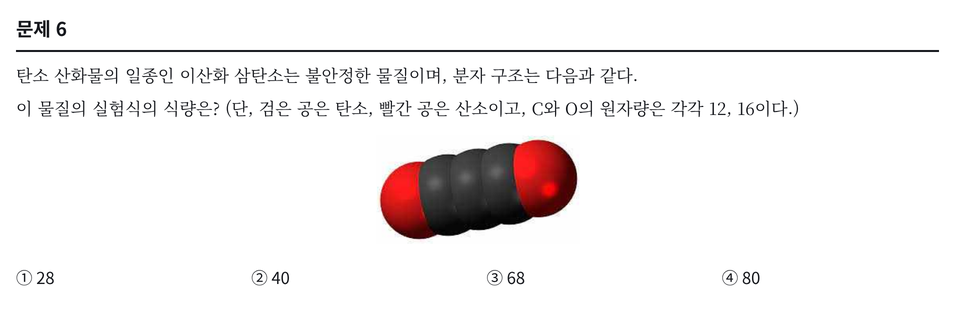 문제 6
탄소 산화물의 일종인 이산화 삼탄소는 불안정한 물질이며, 분자 구조는 다음과 같다.
이 물질의 실험식의 식량은? (단, 검은 공은 탄소, 빨간 공은 산소이고, C와 O의 원자량은 각각 12, 16이다.)
① 28 ② 40 ③ 68 ④ 80